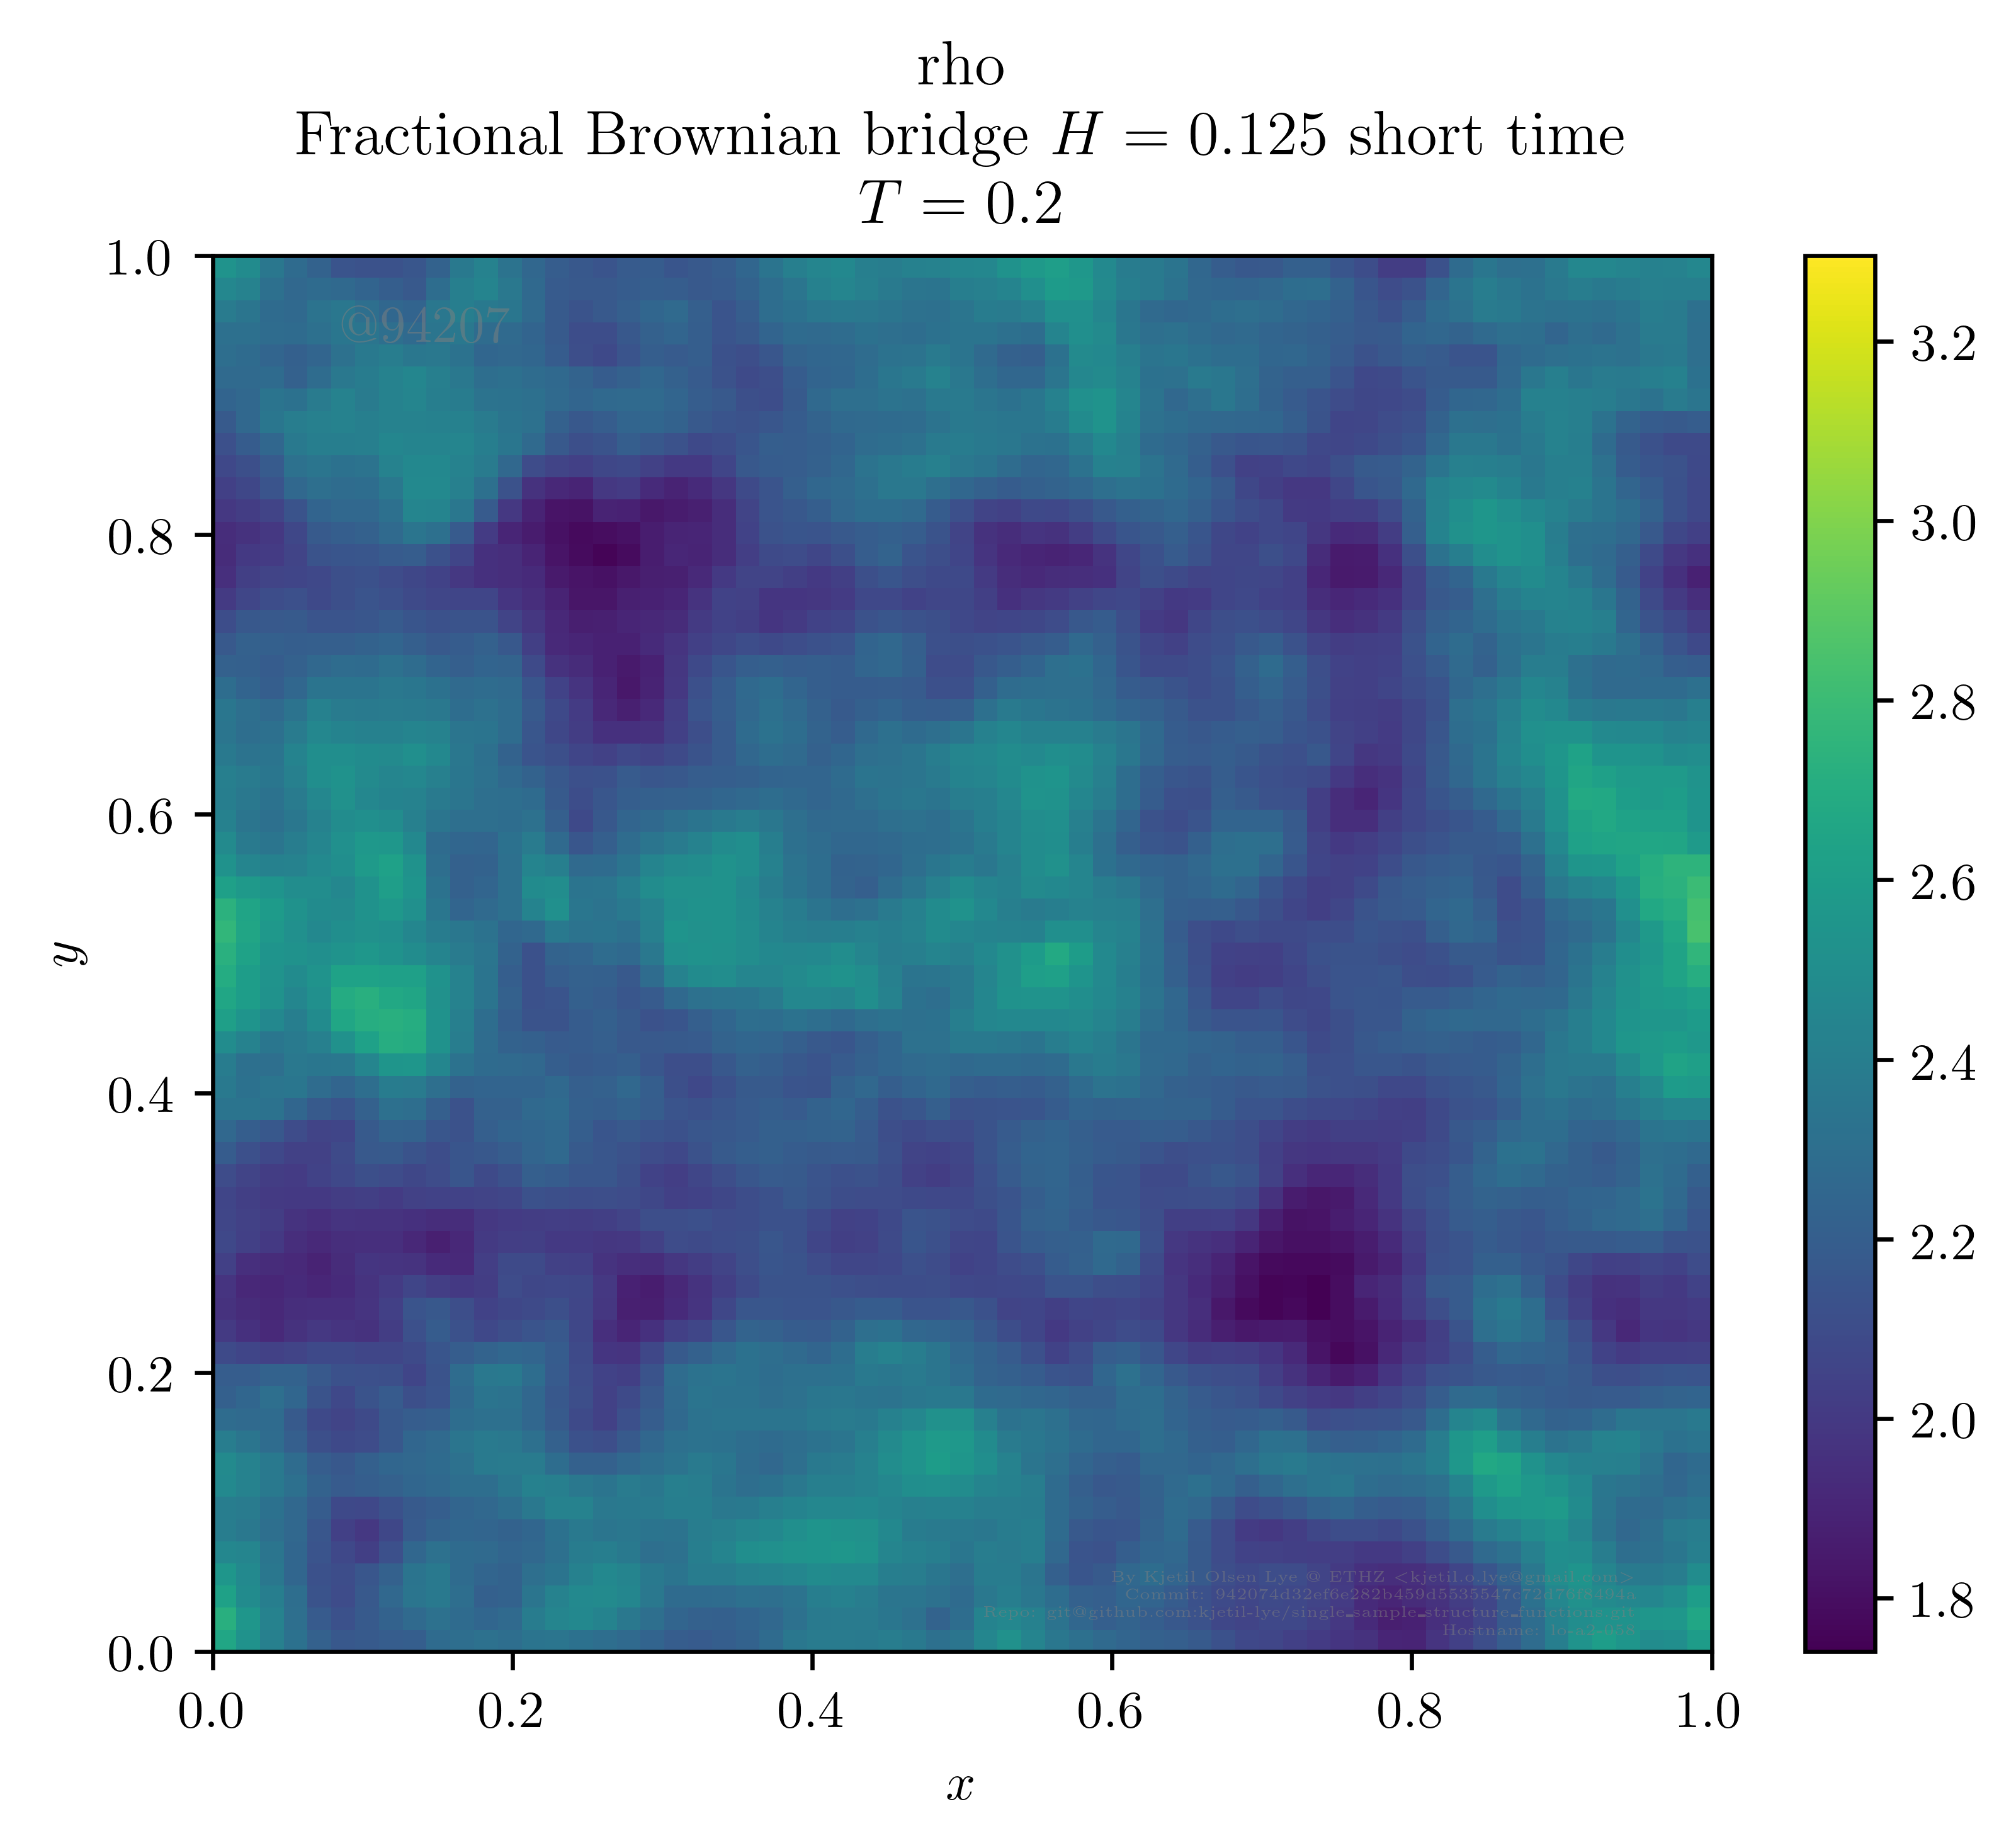 rho
Fractional Brownian bridge H = 0.125 short time
T = 0.2
1.0
0.8
0.6
0.4
0.2
0.0
y
@94207
By Kjetil Olsen Lye @ ETHZ <kjetil.o.lye@gmail.com>
Commit: 942074d32ef6e282b459d5535547c72d76f8494a
Repo: git@github.com:kjetil-lye/single_sample_structure_functions.git
Hostname: loca2-058
0.0 0.2 0.4 0.6 0.8 1.0
x
3.2
3.0
2.8
2.6
2.4
2.2
2.0
1.8